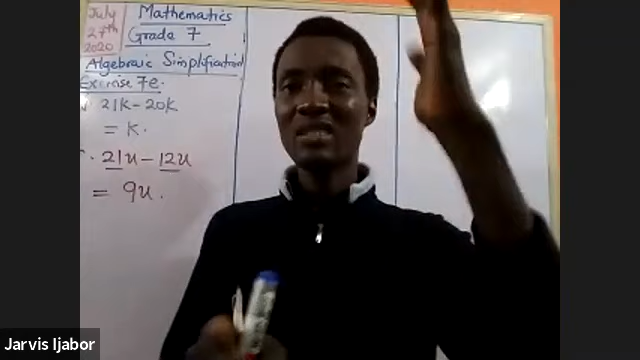 July
27th
2020
Mathematics
Grade 7
Algebraic Simplification
Exercise 7e.
21k - 20k
= k.
21u - 12u
= 9u.
Jarvis Ijabor